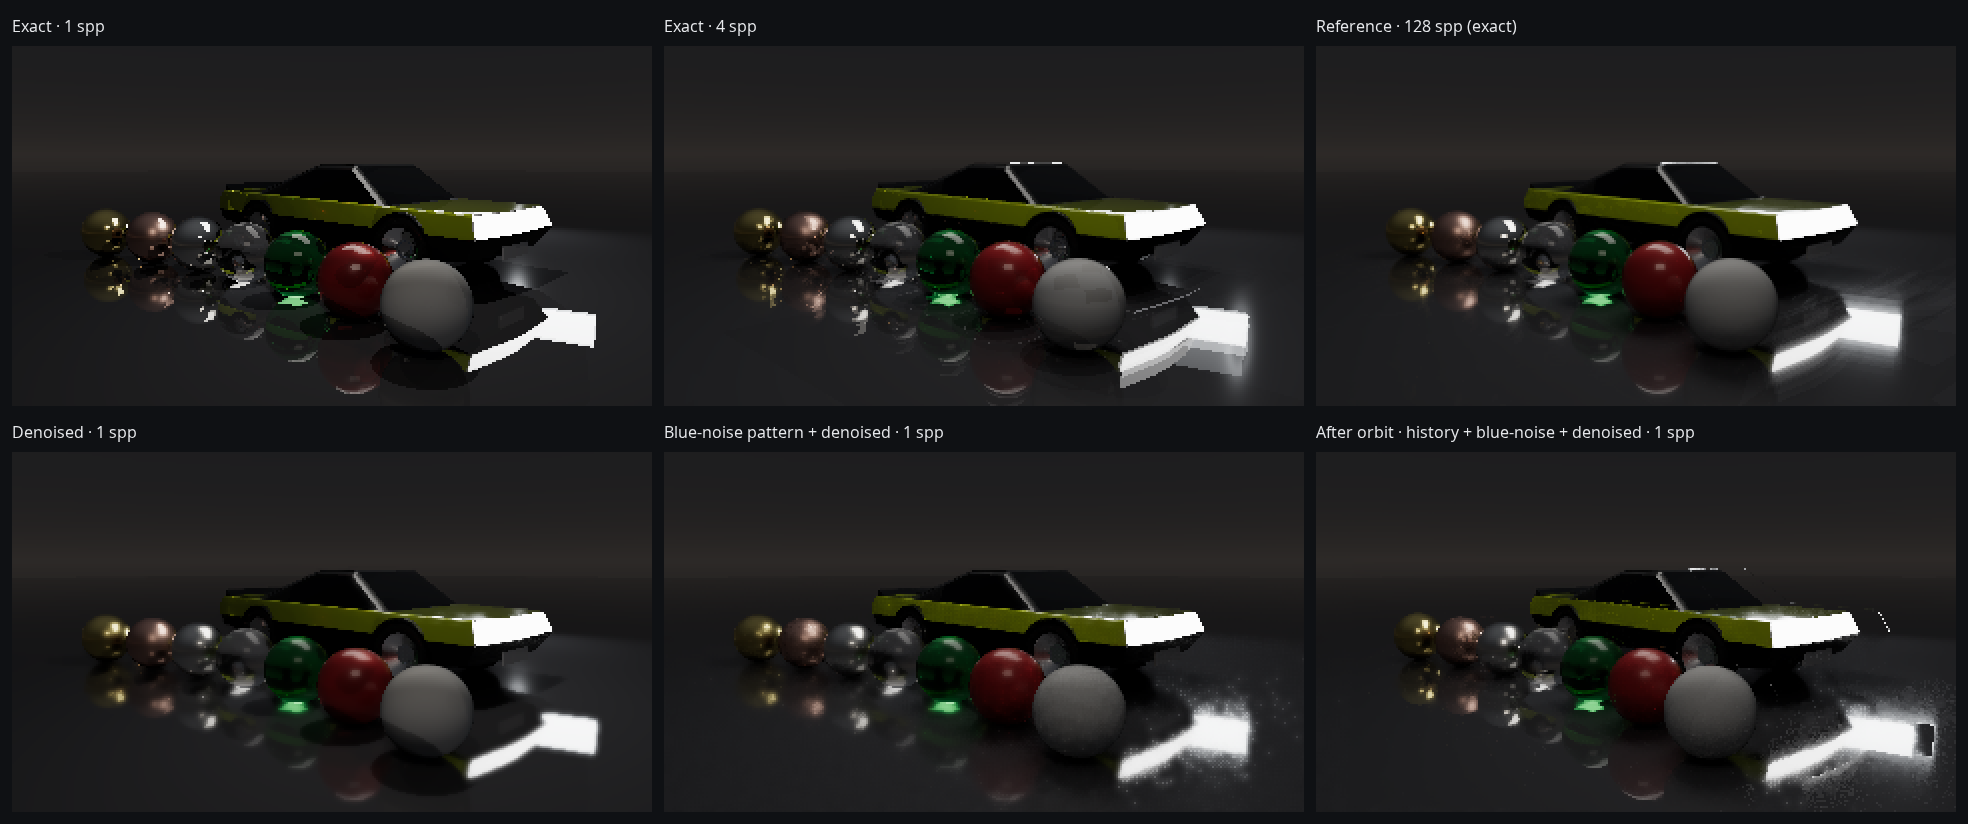 Exact · 1 spp
Exact · 4 spp
Reference · 128 spp (exact)
Denoised · 1 spp
Blue-noise pattern + denoised · 1 spp
After orbit · history + blue-noise + denoised · 1 spp